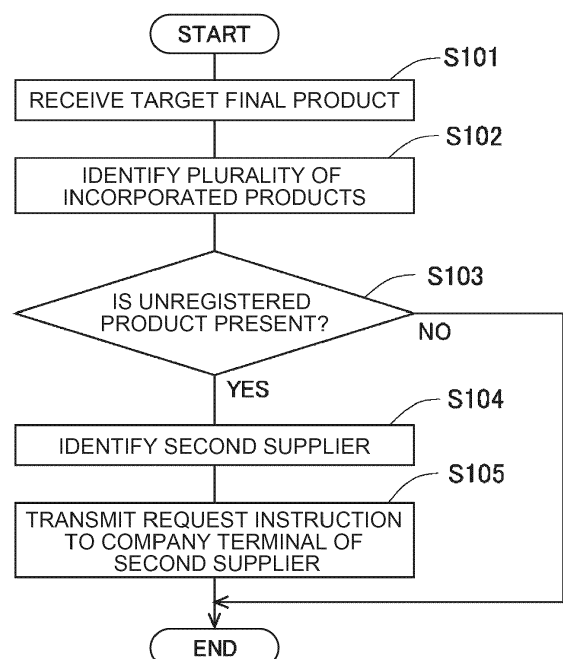 START
S101
RECEIVE TARGET FINAL PRODUCT
S102
IDENTIFY PLURALITY OF
INCORPORATED PRODUCTS
S103
IS UNREGISTERED
PRODUCT PRESENT?
NO
YES
S104
IDENTIFY SECOND SUPPLIER
S105
TRANSMIT REQUEST INSTRUCTION
TO COMPANY TERMINAL OF
SECOND SUPPLIER
END